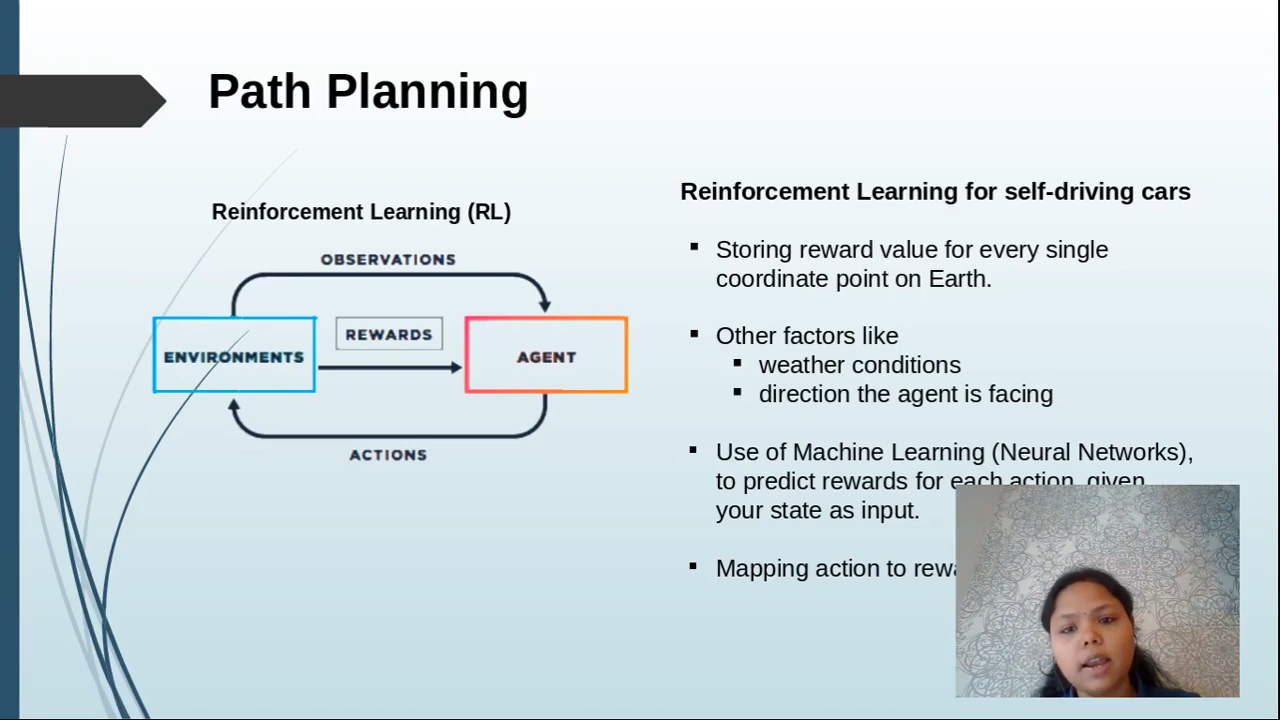 Path Planning
Reinforcement Learning (RL)
OBSERVATIONS
ENVIRONMENTS
REWARDS
AGENT
ACTIONS
Reinforcement Learning for self-driving cars
Storing reward value for every single
coordinate point on Earth.
Other factors like
weather conditions
direction the agent is facing
Use of Machine Learning (Neural Networks),
to predict rewards for each action, given
your state as input.
Mapping action to